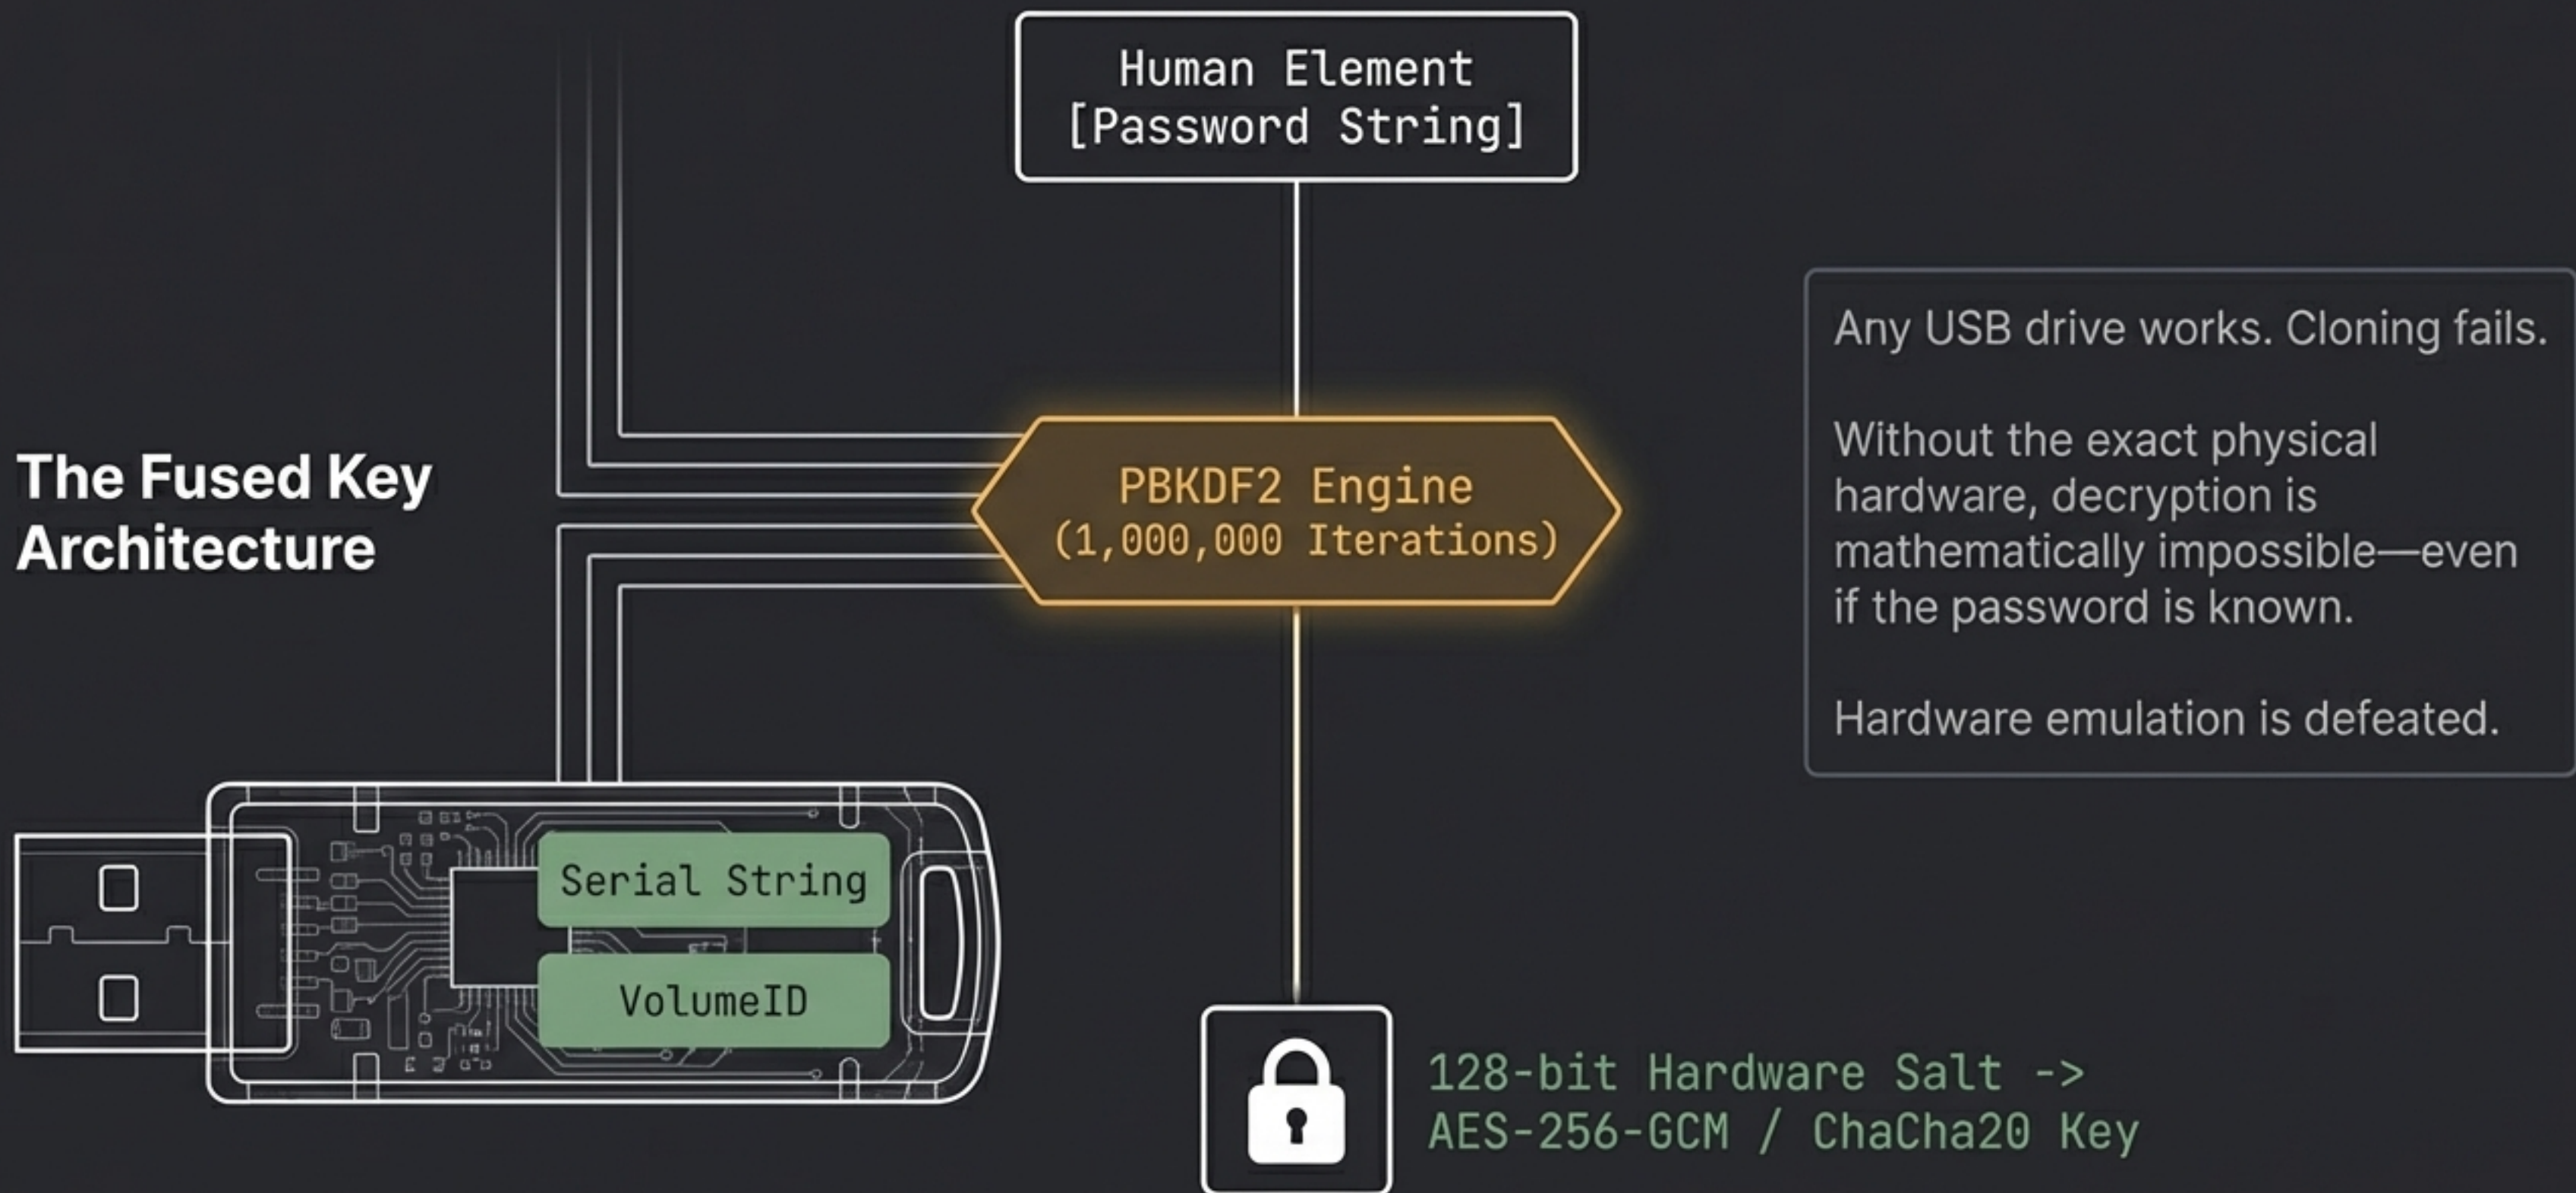 Human Element
[Password String]
The Fused Key
Architecture
PBKDF2 Engine
(1,000,000 Iterations)
Any USB drive works. Cloning fails.
Without the exact physical
hardware, decryption is
mathematically impossible—even
if the password is known.
Hardware emulation is defeated.
Serial String
VolumeID
128-bit Hardware Salt ->
AES-256-GCM / ChaCha20 Key